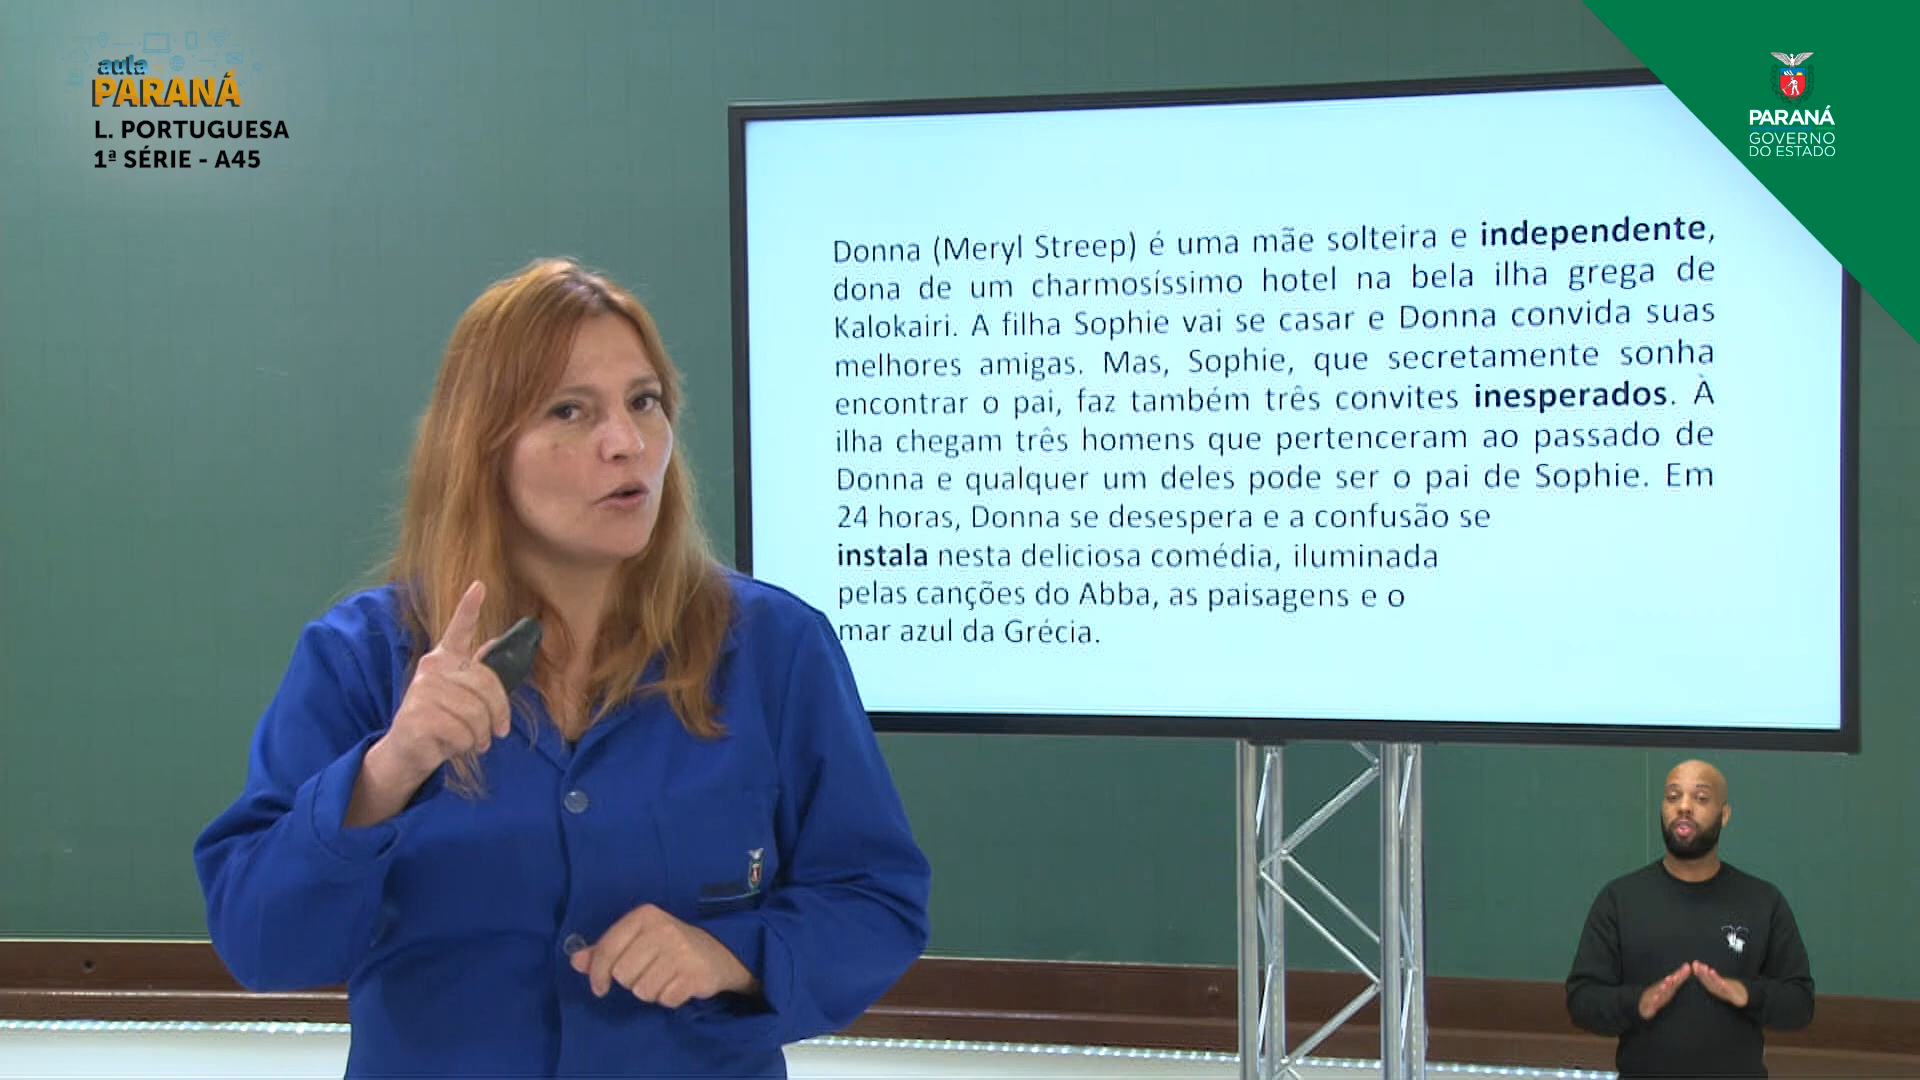 aula
PARANÁ
L. PORTUGUESA
1ª SÉRIE - A45
PARANÁ
GOVERNO
DO ESTADO
Donna (Meryl Streep) é uma mãe solteira e independente,
dona de um charmosíssimo hotel na bela ilha grega de
Kalokairi. A filha Sophie vai se casar e Donna convida suas
melhores amigas. Mas, Sophie, que secretamente sonha
encontrar o pai, faz também três convites inesperados. À
ilha chegam três homens que pertenceram ao passado de
Donna e qualquer um deles pode ser o pai de Sophie. Em
24 horas, Donna se desespera e a confusão se
instala nesta deliciosa comédia, iluminada
pelas canções do Abba, as paisagens e o
mar azul da Grécia.